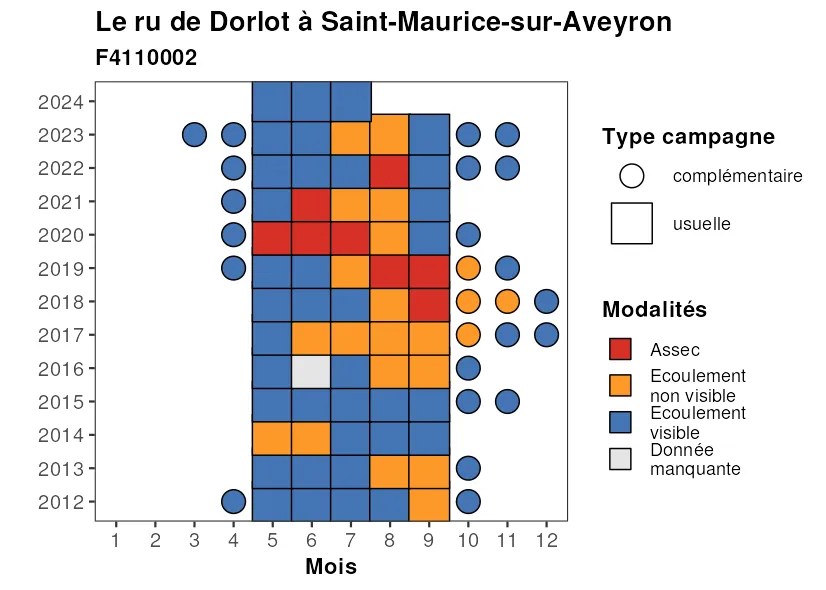 Le ru de Dorlot à Saint-Maurice-sur-Aveyron
F4110002
2024
2023
2022
2021
2020
2019
2018
2017
2016
2015
2014
2013
2012
1 2 3 4 5 6 7 8 9 10 11 12
Mois
Type campagne
complémentaire
usuelle
Modalités
Assec
Ecoulement
non visible
Ecoulement
visible
Donnée
manquante